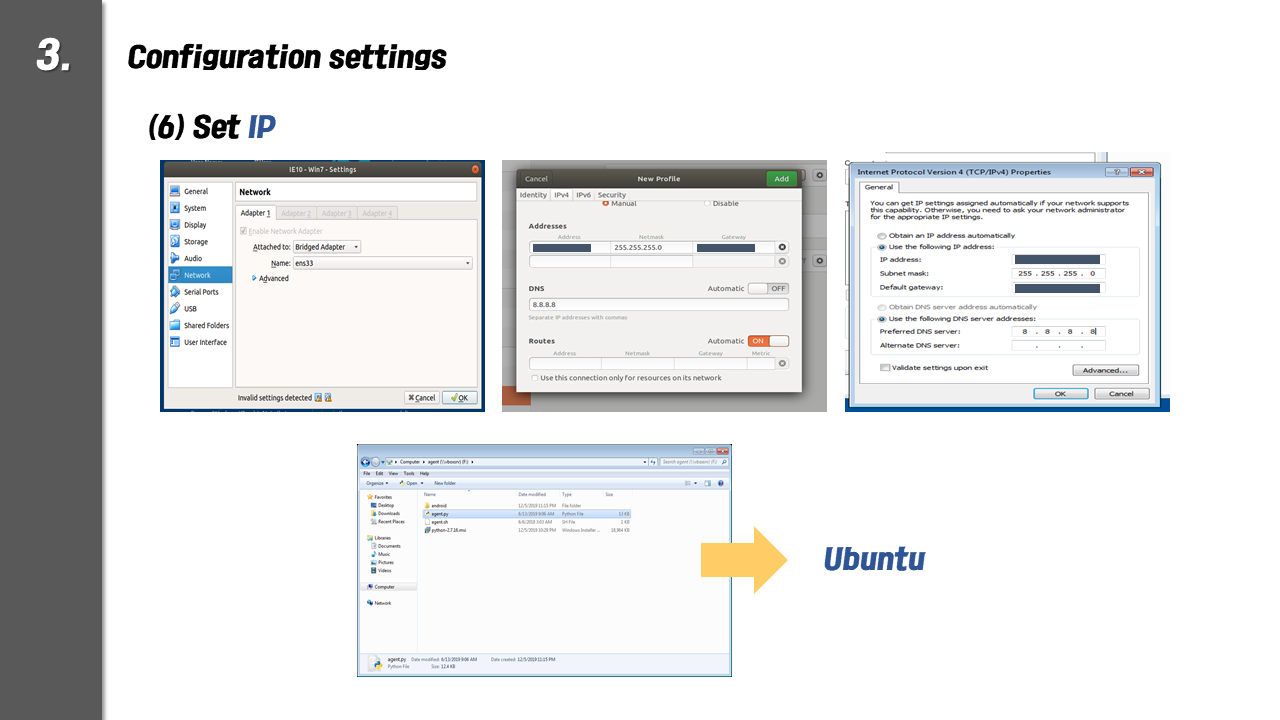 3.
Configuration settings
(6) Set IP
IE10 - Win7 - Settings
General
System
Display
Storage
Audio
Network
Serial Ports
USB
Shared Folders
User Interface
Network
Adapter 1 Adapter 2 Adapter 3 Adapter 4
Enable Network Adapter
Attached to: Bridged Adapter
Name: ens33
Advanced
Invalid settings detected
Cancel OK
Cancel New Profile Add
Identity IPv4 IPv6 Security
Manual Disable
Addresses
Address Netmask Gateway
255.255.255.0
DNS Automatic OFF
8.8.8.8
Separate IP addresses with commas
Routes Automatic ON
Address Netmask Gateway Metric
Use this connection only for resources on its network
Internet Protocol Version 4 (TCP/IPv4) Properties
General
You can get IP settings assigned automatically if your network supports
this capability. Otherwise, you need to ask your network administrator
for the appropriate IP settings.
Obtain an IP address automatically
Use the following IP address:
IP address:
Subnet mask: 255 . 255 . 255 . 0
Default gateway:
Obtain DNS server address automatically
Use the following DNS server addresses:
Preferred DNS server: 8 . 8 . 8 . 8
Alternate DNS server: . . .
Validate settings upon exit
Advanced...
OK Cancel
Computer agent (\\vboxsrv) (F:)
Search agent (\\vboxsrv) (F:)
File Edit View Tools Help
Organize Open New folder
Favorites
Desktop
Downloads
Recent Places
Libraries
Documents
Music
Pictures
Videos
Computer
Network
Name Date modified Type Size
android 12/5/2019 11:15 PM File folder
agent.py 6/13/2019 9:06 AM Python File 13 KB
agent.sh 6/6/2018 3:03 AM SH File 1 KB
python-2.7.16.msi 12/5/2019 10:29 PM Windows Installer ...
agent.py Date modified: 6/13/2019 9:06 AM Date created: 12/5/2019 11:15 PM
Python File Size: 12.4 KB
Ubuntu